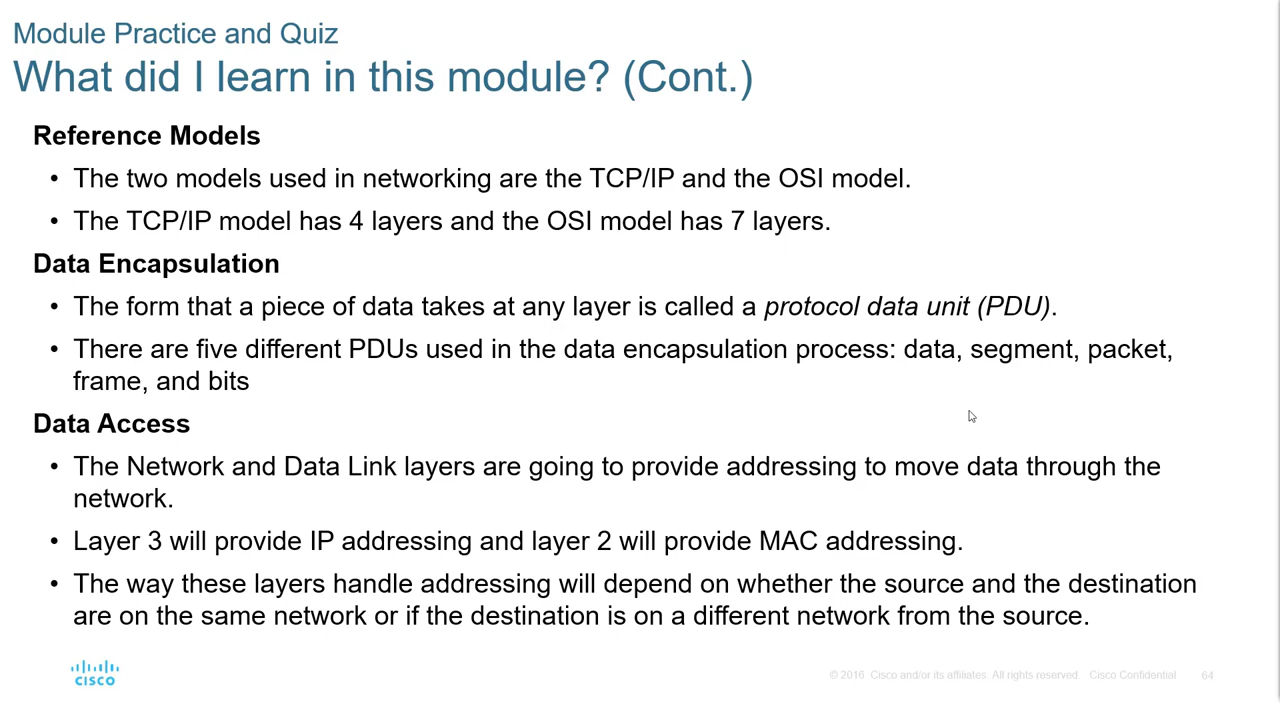 Module Practice and Quiz
What did I learn in this module? (Cont.)
Reference Models
• The two models used in networking are the TCP/IP and the OSI model.
• The TCP/IP model has 4 layers and the OSI model has 7 layers.
Data Encapsulation
• The form that a piece of data takes at any layer is called a protocol data unit (PDU).
• There are five different PDUs used in the data encapsulation process: data, segment, packet,
frame, and bits
Data Access
• The Network and Data Link layers are going to provide addressing to move data through the
network.
• Layer 3 will provide IP addressing and layer 2 will provide MAC addressing.
• The way these layers handle addressing will depend on whether the source and the destination
are on the same network or if the destination is on a different network from the source.
CISCO
© 2016 Cisco and/or its affiliates. All rights reserved. Cisco Confidential 64